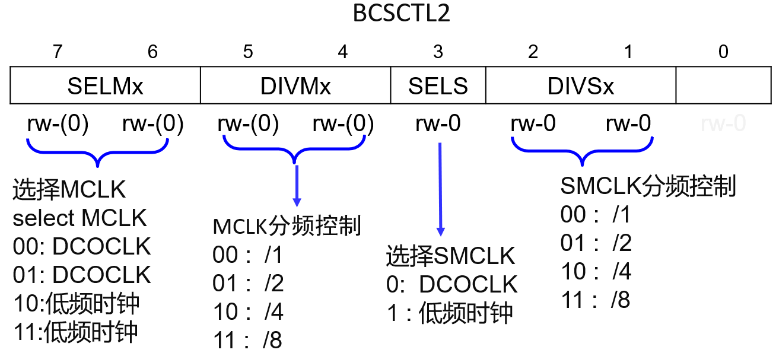 BCSCTL2
7 6 5 4 3 2 1 0
SELMx DIVMx SELS DIVSx
rw-(0) rw-(0) rw-(0) rw-(0) rw-0 rw-0 rw-0 rw-0
选择MCLK
select MCLK
00: DCOCLK
01: DCOCLK
10:低频时钟
11:低频时钟
MCLK分频控制
00 : /1
01 : /2
10 : /4
11 : /8
选择SMCLK
0: DCOCLK
1 : 低频时钟
SMCLK分频控制
00 : /1
01 : /2
10 : /4
11 : /8